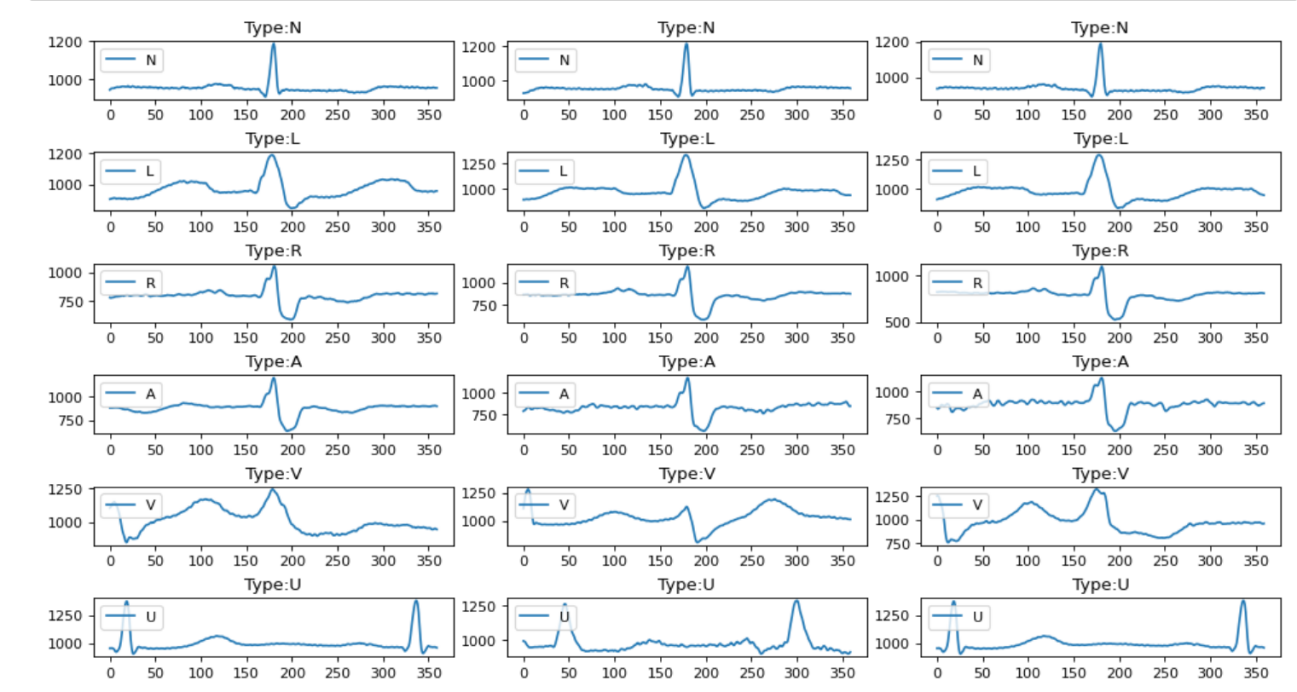 Type:N Type:N Type:N
1200 1200 1200
N N N
1000 1000 1000
0 50 100 150 200 250 300 350 0 50 100 150 200 250 300 350 0 50 100 150 200 250 300 350
Type:L Type:L Type:L
1200 1250 1250
L L L
1000 1000 1000
0 50 100 150 200 250 300 350 0 50 100 150 200 250 300 350 0 50 100 150 200 250 300 350
Type:R Type:R Type:R
1000 1000 1000
R R R
750 750 500
0 50 100 150 200 250 300 350 0 50 100 150 200 250 300 350 0 50 100 150 200 250 300 350
Type:A Type:A Type:A
1000 1000 1000
A A A
750 750 750
0 50 100 150 200 250 300 350 0 50 100 150 200 250 300 350 0 50 100 150 200 250 300 350
Type:V Type:V Type:V
1250 1250 1250
V V V
1000 1000 1000
750
0 50 100 150 200 250 300 350 0 50 100 150 200 250 300 350 0 50 100 150 200 250 300 350
Type:U Type:U Type:U
1250 1250 1250
U U U
1000 1000 1000
0 50 100 150 200 250 300 350 0 50 100 150 200 250 300 350 0 50 100 150 200 250 300 350